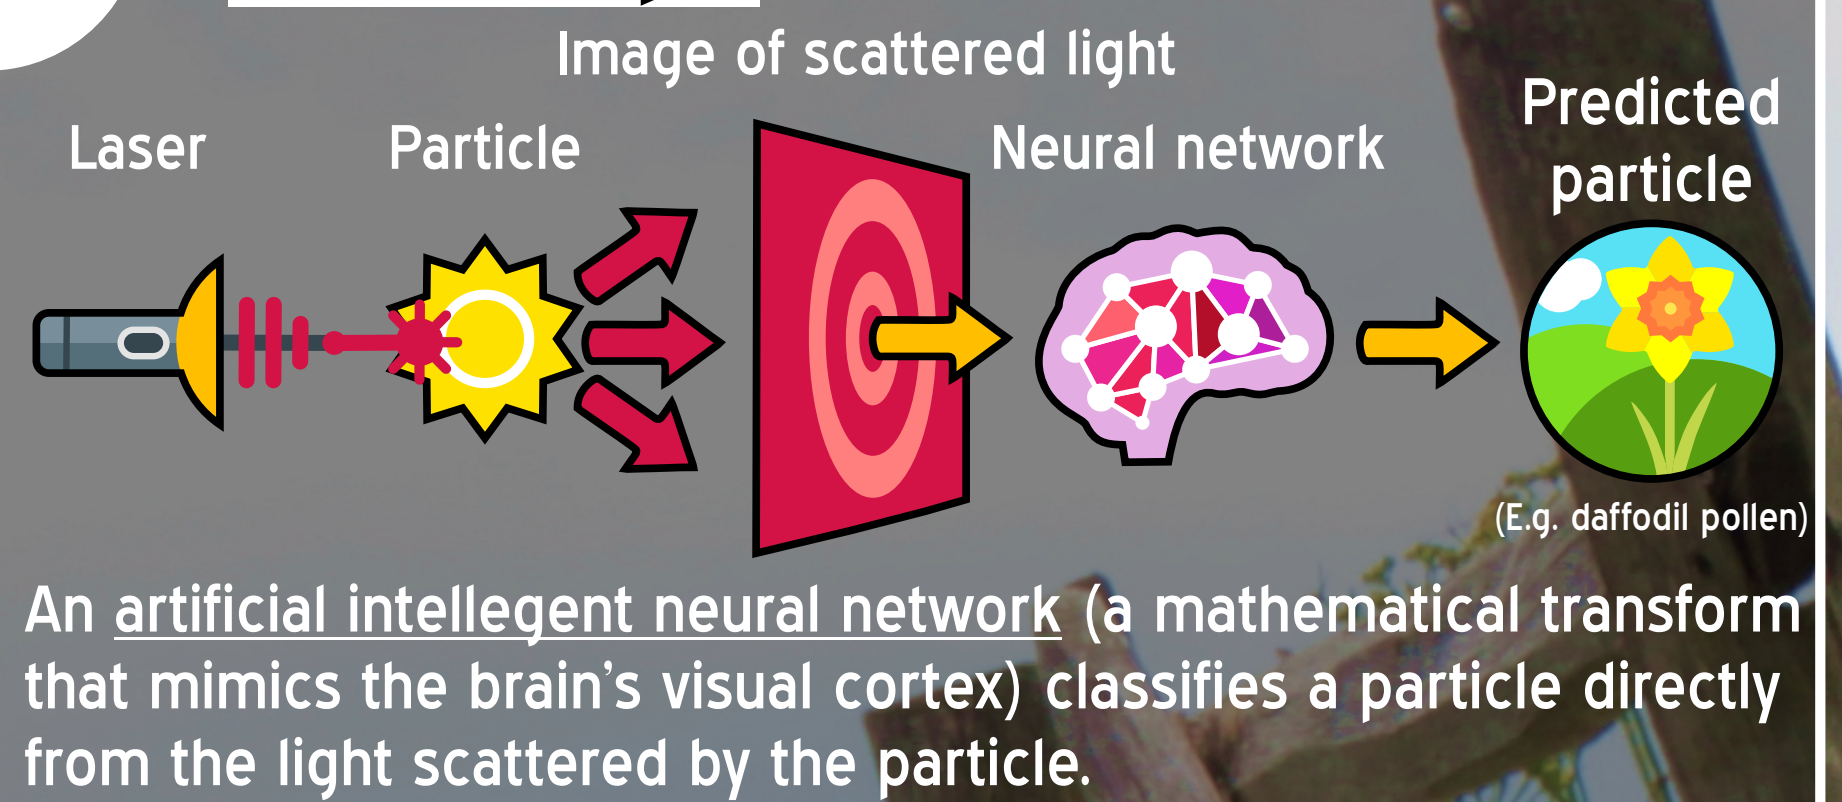 Image of scattered light
Laser
Particle
Neural network
Predicted
particle
(E.g. daffodil pollen)
An artificial intellegent neural network (a mathematical transform
that mimics the brain's visual cortex) classifies a particle directly
from the light scattered by the particle.